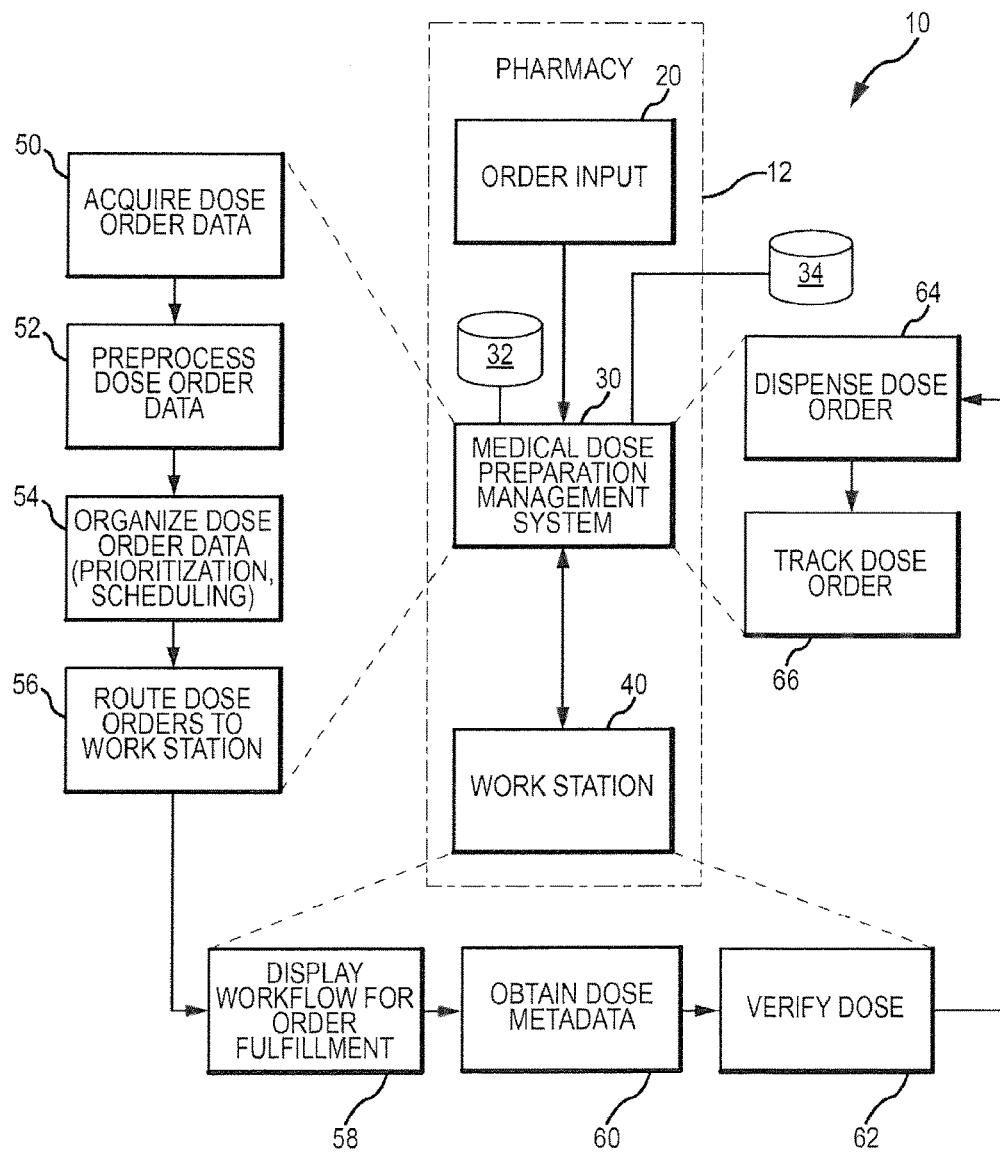 10
PHARMACY
20
ORDER INPUT
12
50
ACQUIRE DOSE
ORDER DATA
34
52
PREPROCESS
DOSE ORDER
DATA
32
30
MEDICAL DOSE
PREPARATION
MANAGEMENT
SYSTEM
64
DISPENSE DOSE
ORDER
54
ORGANIZE DOSE
ORDER DATA
(PRIORITIZATION,
SCHEDULING)
TRACK DOSE
ORDER
66
56
ROUTE DOSE
ORDERS TO
WORK STATION
40
WORK STATION
DISPLAY
WORKFLOW FOR
ORDER
FULFILLMENT
58
OBTAIN DOSE
METADATA
60
VERIFY DOSE
62